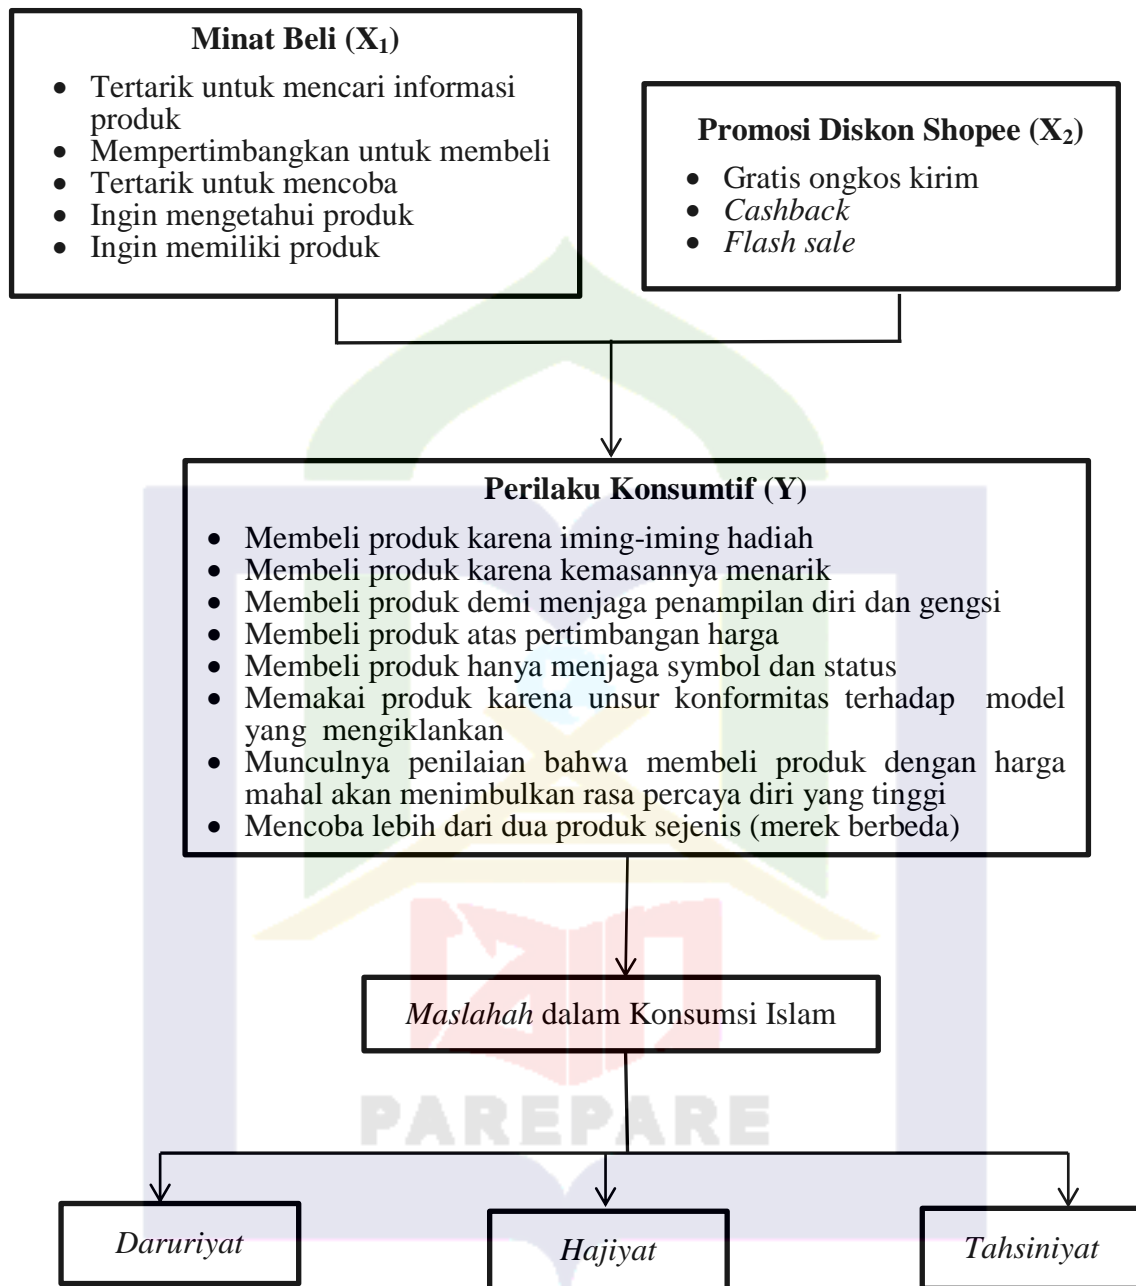 Minat Beli (X₁)
• Tertarik untuk mencari informasi
produk
• Mempertimbangkan untuk membeli
• Tertarik untuk mencoba
• Ingin mengetahui produk
• Ingin memiliki produk
Promosi Diskon Shopee (X₂)
• Gratis ongkos kirim
• Cashback
• Flash sale
Perilaku Konsumtif (Y)
• Membeli produk karena iming-iming hadiah
• Membeli produk karena kemasannya menarik
• Membeli produk demi menjaga penampilan diri dan gengsi
• Membeli produk atas pertimbangan harga
• Membeli produk hanya menjaga symbol dan status
• Memakai produk karena unsur konformitas terhadap model
yang mengiklankan
• Munculnya penilaian bahwa membeli produk dengan harga
mahal akan menimbulkan rasa percaya diri yang tinggi
• Mencoba lebih dari dua produk sejenis (merek berbeda)
Maslahah dalam Konsumsi Islam
PAREPARE
Daruriyat
Hajiyat
Tahsiniyat